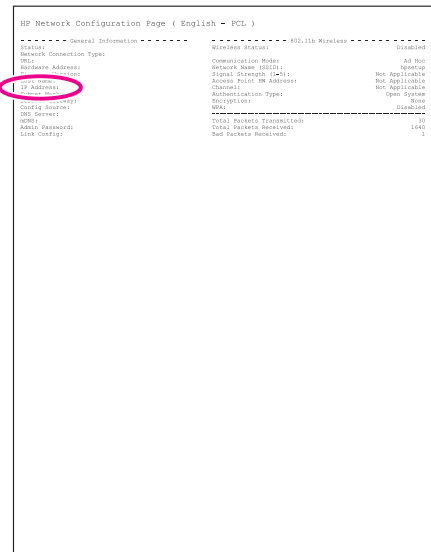 HP Network Configuration Page ( English - PCL )
- - - - - - - General Information - - - - - - -
Status:
Network Connection Type:
URL:
Hardware Address:
Host Name:
IP Address:
Config Source:
DNS Server:
mDNS:
Admin Password:
Link Config:
- - - - - - - - - - - - 802.11b Wireless - - - - - - - - - - - -
Wireless Status: Disabled
Communication Mode: Ad Hoc
Network Name (SSID): hpsetup
Signal Strength (1-5): Not Applicable
Access Point HW Address: Not Applicable
Channel: Not Applicable
Authentication Type: Open System
Encryption: None
WPA: Disabled
Total Packets Transmitted: 30
Total Packets Received: 1640
Bad Packets Received: 1